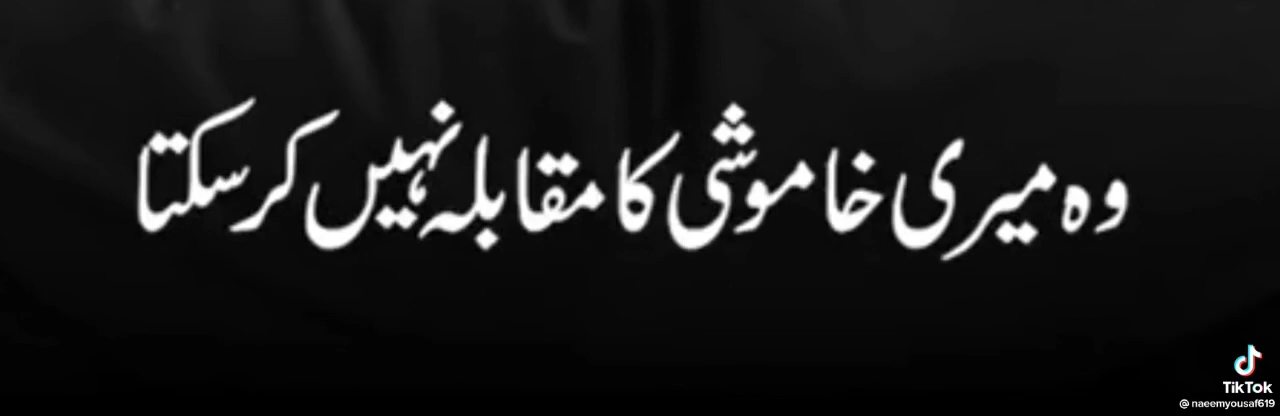 وہ میری خاموشی کا مقابلہ نہیں کر سکتا
TikTok
@naeemyousaf619